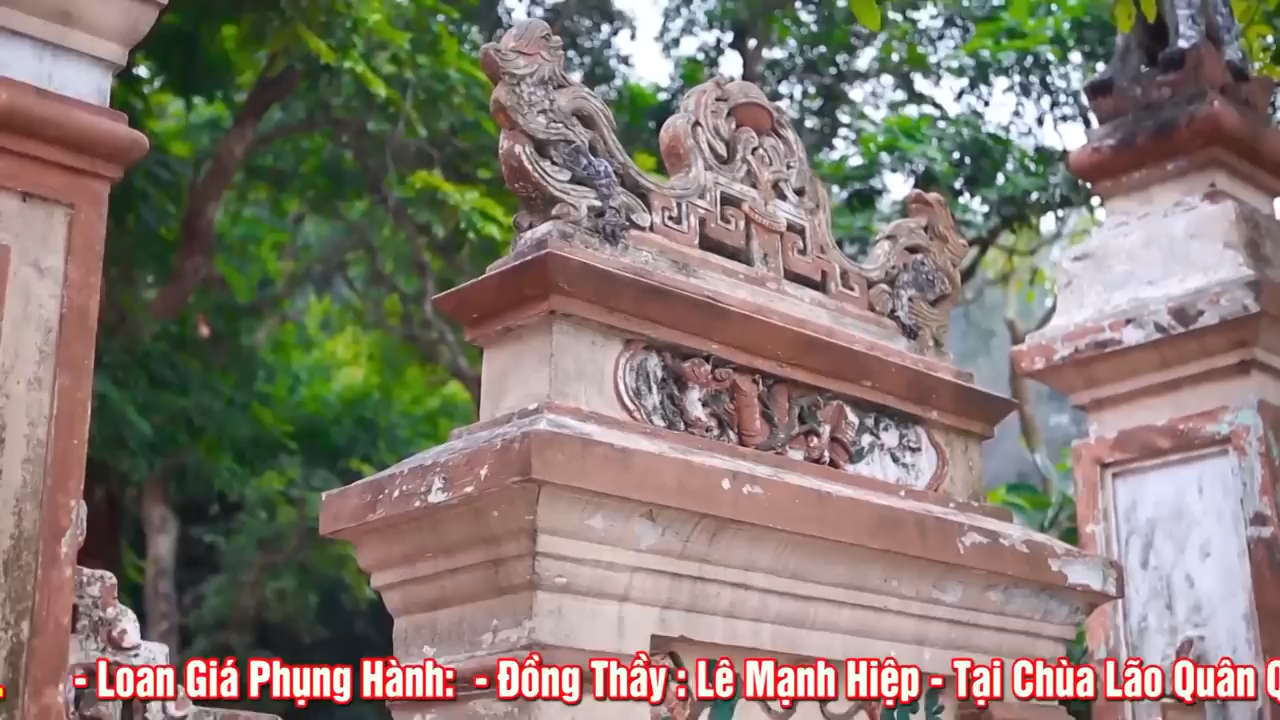 - Loan Giá Phụng Hành: - Đồng Thầy : Lê Mạnh Hiệp - Tại Chùa Lão Quân